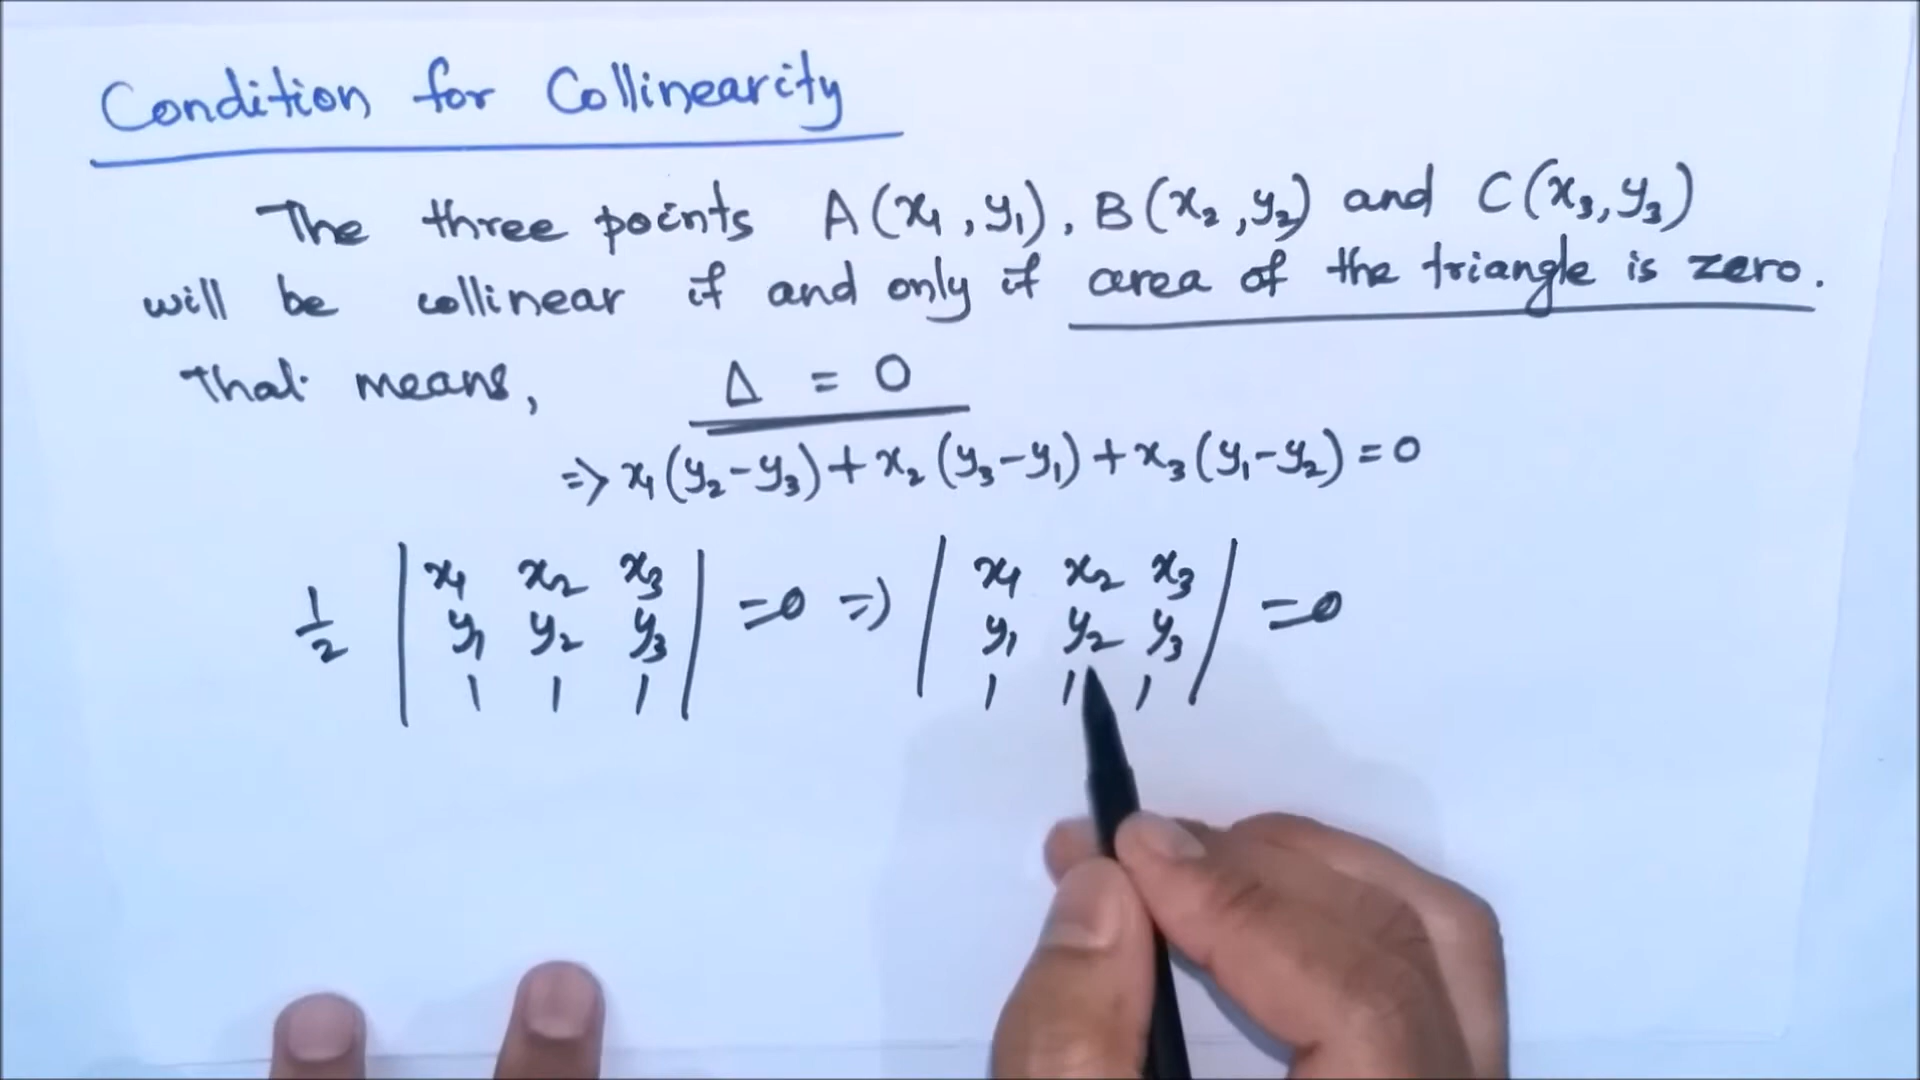 Condition for Collinearity
The three points A(x₁, y₁), B(x₂, y₂) and C(x₃, y₃)
will be collinear if and only if area of the triangle is zero.
That means, Δ = 0
=> x₁(y₂-y₃)+x₂(y₃-y₁)+x₃(y₁-y₂)=0
1/2 | x₁ x₂ x₃ | =0 => | x₁ x₂ x₃ | =0
| y₁ y₂ y₃ | | y₁ y₂ y₃ |
| 1 1 1 | | 1 1 1 |